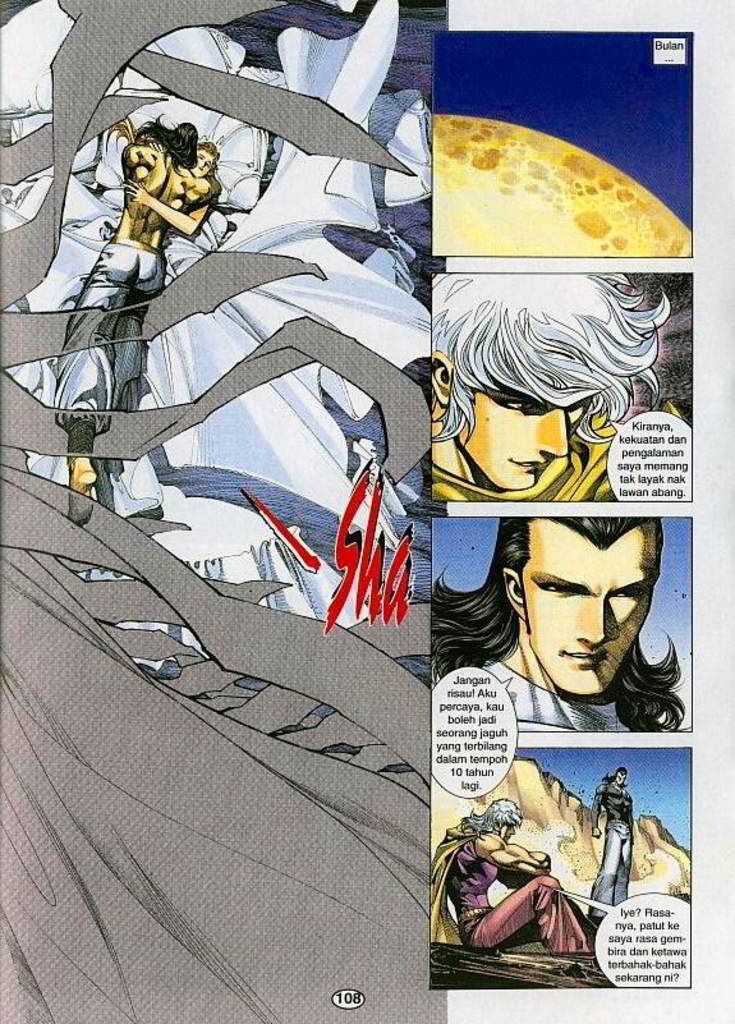 Bulan
...
Kiranya,
kekuatan dan
pengalaman
saya memang
tak layak nak
lawan abang.
Sha
Jangan
risau! Aku
percaya, kau
boleh jadi
seorang jaguh
yang terbilang
dalam tempoh
10 tahun
lagi.
Iye? Rasa-
nya, patut ke
saya rasa gem-
bira dan ketawa
terbahak-bahak
sekarang ni?
108